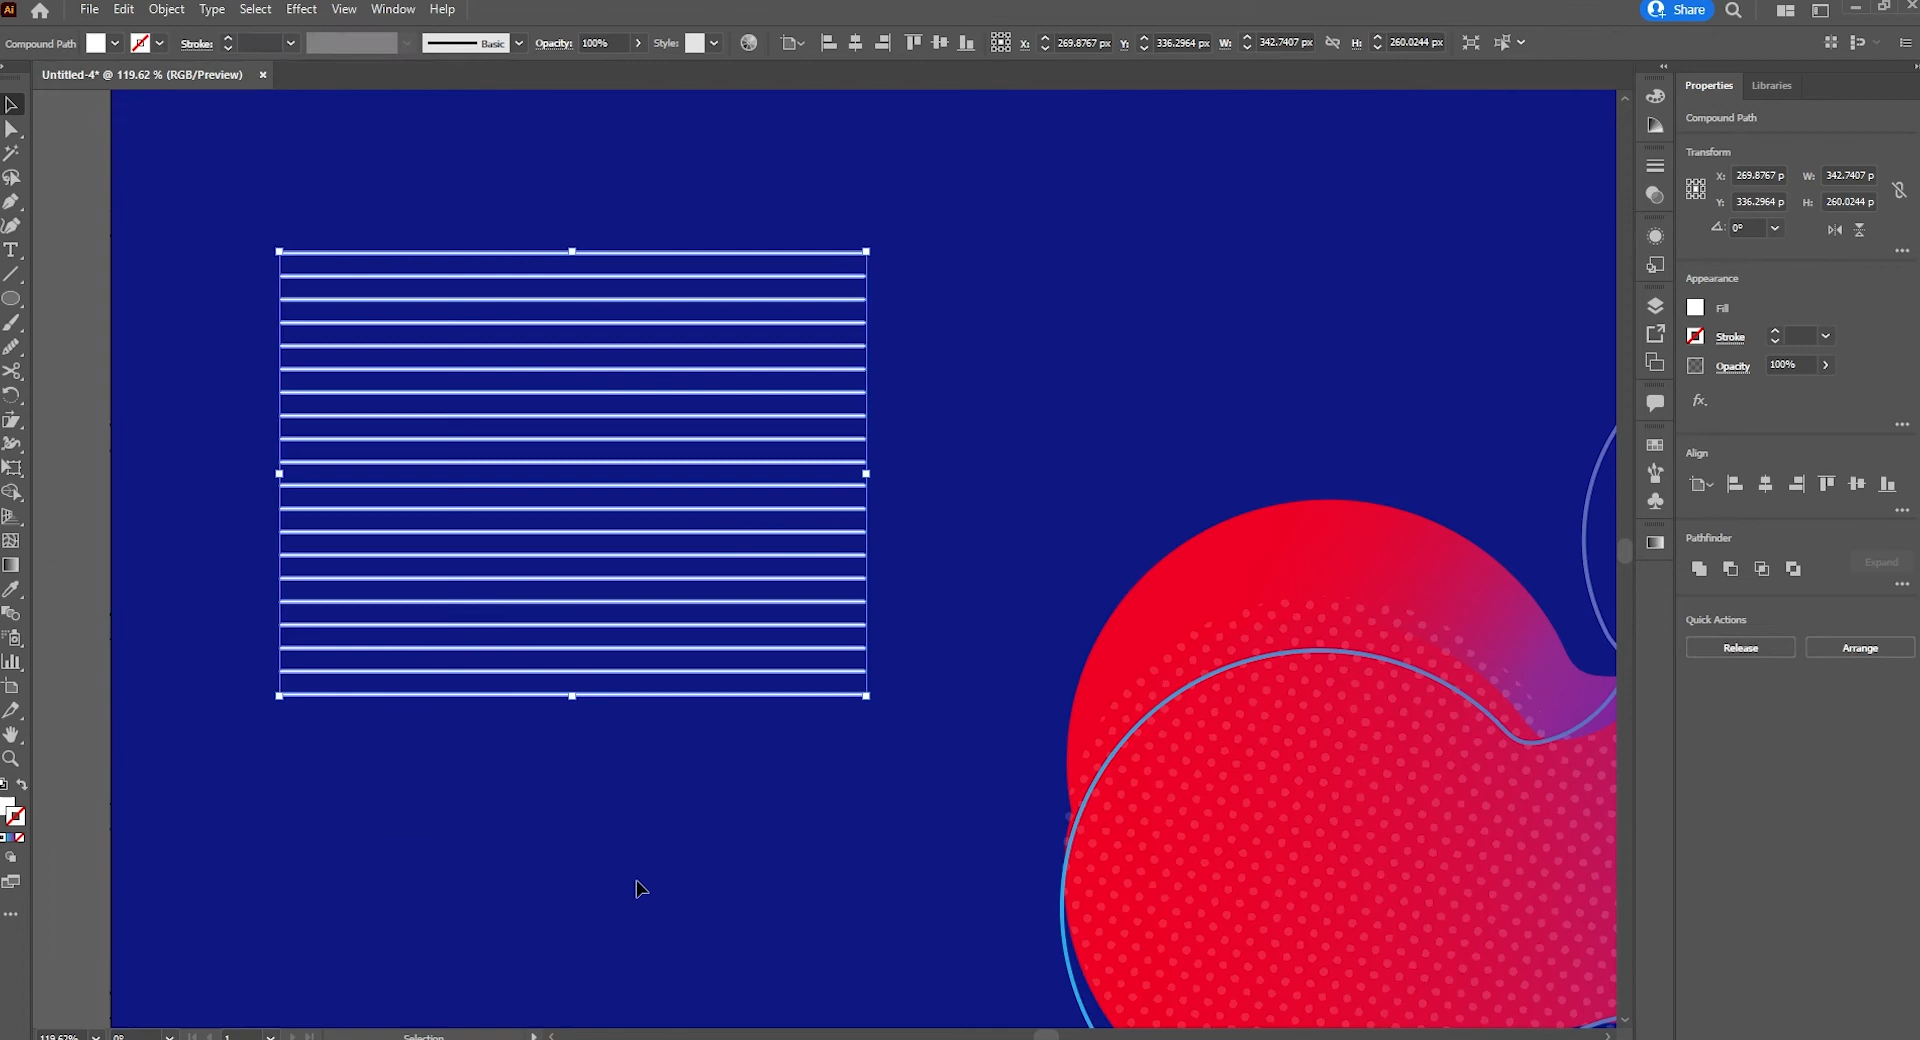 Ai File Edit Object Type Select Effect View Window Help Share
Compound Path Stroke: Basic Opacity: 100% Style: X: 269.8767 px Y: 336.2964 px W: 342.7407 px H: 260.0244 px
Untitled-4* @ 119.62 % (RGB/Preview) ×
Properties Libraries
Compound Path
Transform
X: 269.8767 p W: 342.7407 p
Y: 336.2964 p H: 260.0244 p
0°
Appearance
Fill
Stroke
Opacity 100%
fx.
Align
Pathfinder
Expand
Quick Actions
Release Arrange
119.62% 0° 1 Selection